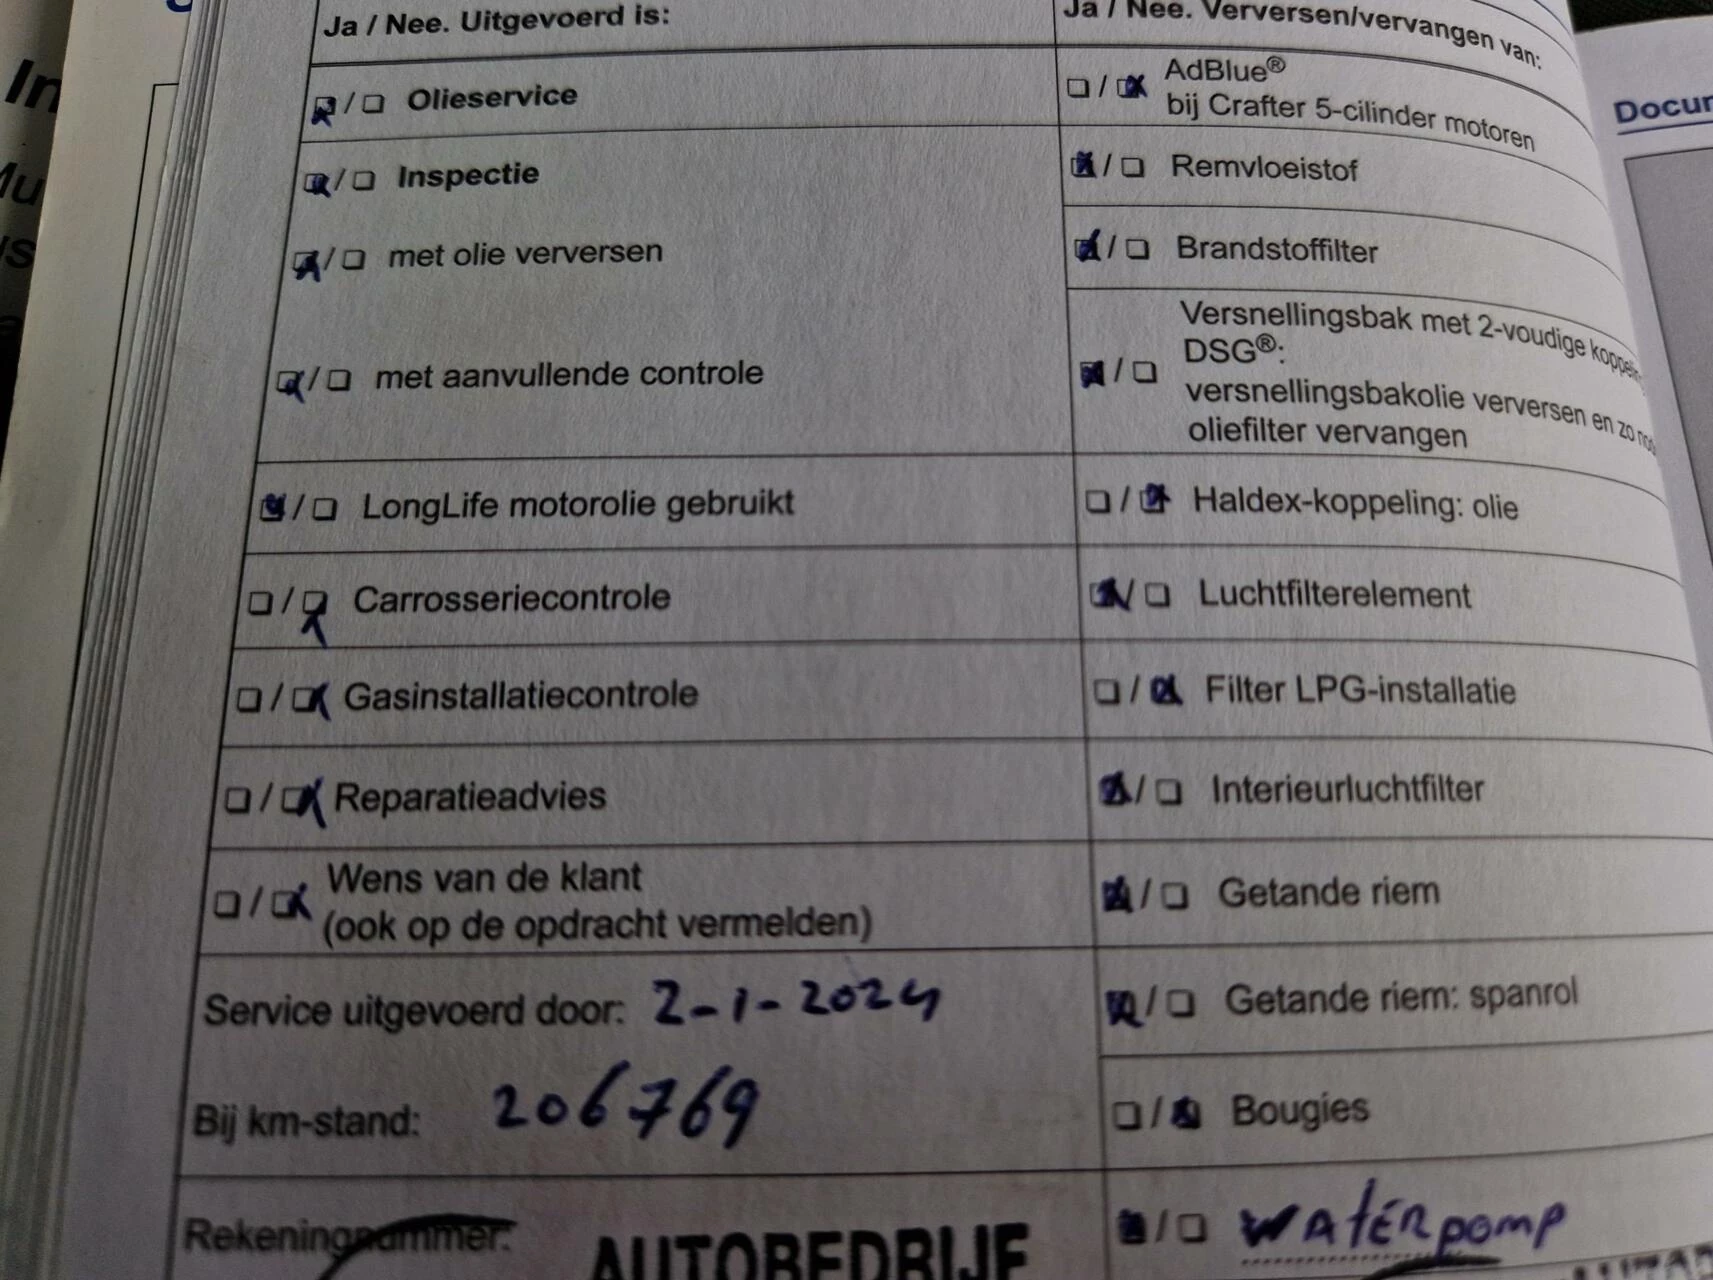 Ja / Nee. Uitgevoerd is:
Olieservice
Inspectie
met olie verversen
met aanvullende controle
LongLife motorolie gebruikt
Carrosseriecontrole
Gasinstallatiecontrole
Reparatieadvies
Wens van de klant
(ook op de opdracht vermelden)
Service uitgevoerd door: 2-1-2024
Bij km-stand: 206769
Rekeningnummer:
AUTOBEDRIJF
Ja / Nee. Verversen/vervangen van:
AdBlue®
bij Crafter 5-cilinder motoren
Remvloeistof
Brandstoffilter
Versnellingsbak met 2-voudige
DSG®:
versnellingsbakolie verversen en zo
oliefilter vervangen
Haldex-koppeling: olie
Luchtfilterelement
Filter LPG-installatie
Interieurluchtfilter
Getande riem
Getande riem: spanrol
Bougies
WATERpomp